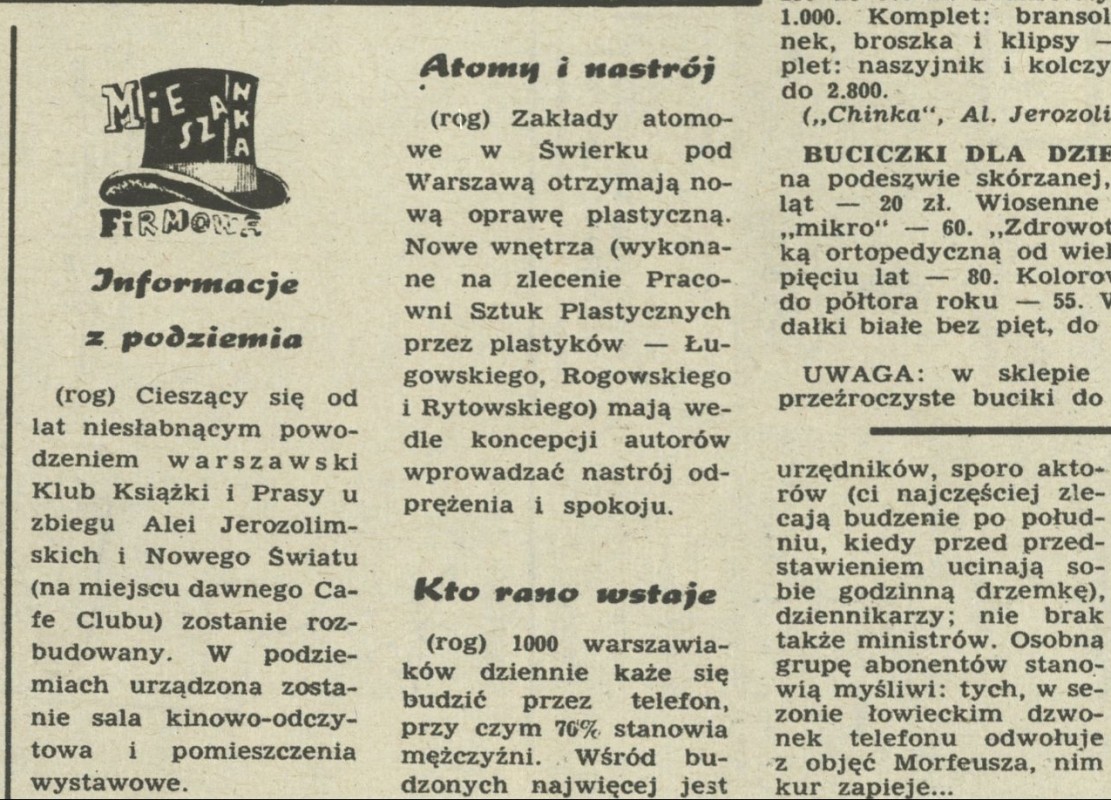 MiESZANKA
FiRMOWA
Informacje
z podziemia
(rog) Cieszący się od
lat niesłabnącym powo-
dzeniem warszawski
Klub Książki i Prasy u
zbiegu Alei Jerozolim-
skich i Nowego Światu
(na miejscu dawnego Ca-
fe Clubu) zostanie roz-
budowany. W podzie-
miach urządzona zosta-
nie sala kinowo-odczy-
towa i pomieszczenia
wystawowe.
Atomy i nastrój
(rog) Zakłady atomo-
we w Świerku pod
Warszawą otrzymają no-
wą oprawę plastyczną.
Nowe wnętrza (wykona-
ne na zlecenie Praco-
wni Sztuk Plastycznych
przez plastyków — Łu-
gowskiego, Rogowskiego
i Rytowskiego) mają we-
dle koncepcji autorów
wprowadzać nastrój od-
prężenia i spokoju.
Kto rano wstaje
(rog) 1000 warszawia-
ków dziennie każe się
budzić przez telefon,
przy czym 76% stanowia
mężczyźni. Wśród bu-
dzonych najwięcej jest
1.000. Komplet: bransol
nek, broszka i klipsy —
plet: naszyjnik i kolczy
do 2.800.
(„Chinka“, Al. Jerozoli
BUCICZKI DLA DZIE
na podeszwie skórzanej,
ląt — 20 zł. Wiosenne
„mikro“ — 60. „Zdrowot
ką ortopedyczną od wiel
pięciu lat — 80. Kolorow
do półtora roku — 55. W
dałki białe bez pięt, do
UWAGA: w sklepie
przeźroczyste buciki do
urzędników, sporo akto-
rów (ci najczęściej zle-
cają budzenie po połud-
niu, kiedy przed przed-
stawieniem ucinają so-
bie godzinną drzemkę),
dziennikarzy; nie brak
także ministrów. Osobną
grupę abonentów stano-
wią myśliwi: tych, w se-
zonie łowieckim dzwo-
nek telefonu odwołuje
z objęć Morfeusza, nim
kur zapieje...